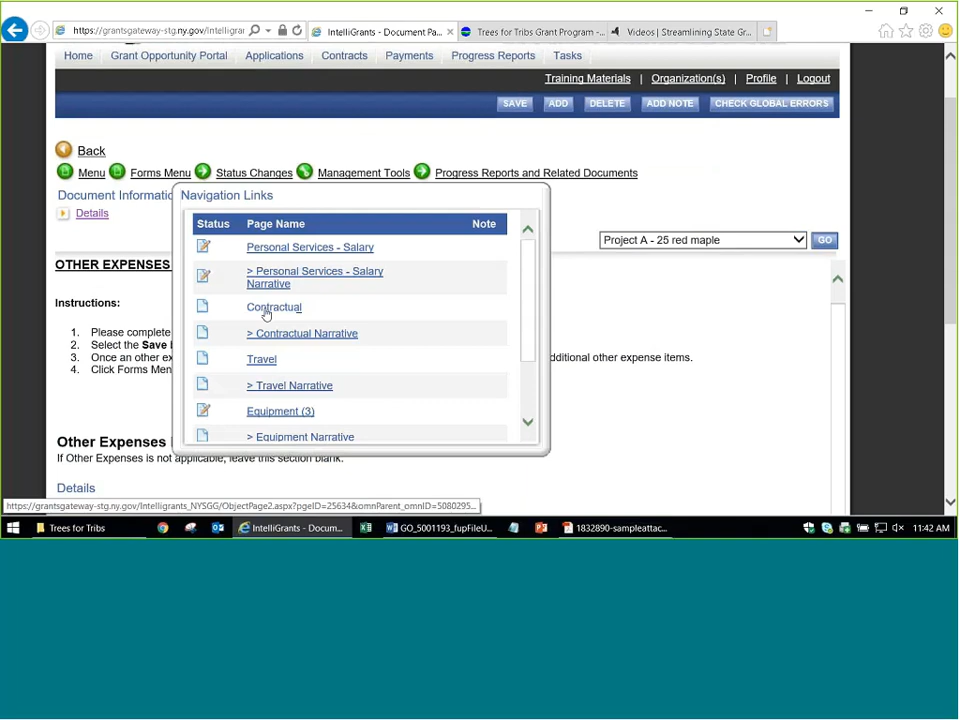 https://grantsgateway-stg.ny.gov/Intelligrar
IntelliGrants - Document Pa...
Trees for Tribs Grant Program -...
Videos | Streamlining State Gr...
Home
Grant Opportunity Portal
Applications
Contracts
Payments
Progress Reports
Tasks
Training Materials | Organization(s) | Profile | Logout
SAVE
ADD
DELETE
ADD NOTE
CHECK GLOBAL ERRORS
Back
Menu
Forms Menu
Status Changes
Management Tools
Progress Reports and Related Documents
Document Informatic
Navigation Links
Details
Status
Page Name
Note
Project A - 25 red maple
GO
Personal Services - Salary
OTHER EXPENSES
> Personal Services - Salary
Narrative
Instructions:
Contractual
1. Please complete
> Contractual Narrative
2. Select the Save
3. Once an other ex
dditional other expense items.
Travel
4. Click Forms Men
> Travel Narrative
Equipment (3)
Other Expenses
> Equipment Narrative
If Other Expenses is not applicable, leave this section blank.
Details
https://grantsgateway-stg.ny.gov/Intelligrants_NYSGG/ObjectPage2.aspx?pgeID=25634&omnParent_omnID=5080295...
Trees for Tribs
IntelliGrants - Docum...
GO_5001193_fupFileU...
1832890-sampleattac...
11:42 AM